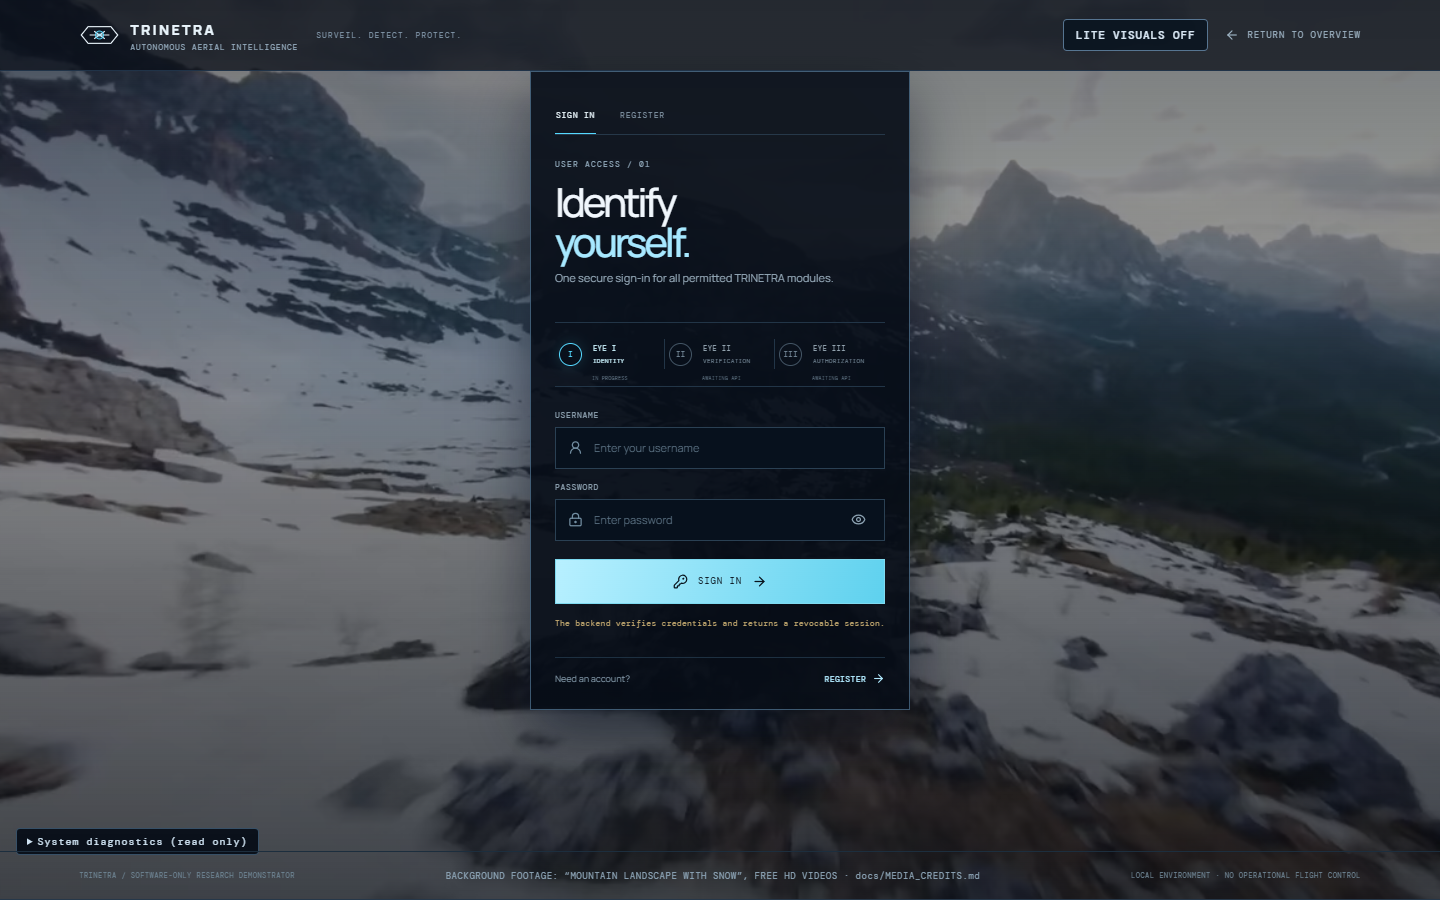 TRINETRA
AUTONOMOUS AERIAL INTELLIGENCE
SURVEIL. DETECT. PROTECT.
LITE VISUALS OFF
RETURN TO OVERVIEW
SIGN IN
REGISTER
USER ACCESS / 01
Identify
yourself.
One secure sign-in for all permitted TRINETRA modules.
I
EYE I
IDENTITY
IN PROGRESS
II
EYE II
VERIFICATION
AWAITING API
III
EYE III
AUTHORIZATION
AWAITING API
USERNAME
Enter your username
PASSWORD
Enter password
SIGN IN
The backend verifies credentials and returns a revocable session.
Need an account?
REGISTER
System diagnostics (read only)
TRINETRA / SOFTWARE-ONLY RESEARCH DEMONSTRATOR
BACKGROUND FOOTAGE: “MOUNTAIN LANDSCAPE WITH SNOW”, FREE HD VIDEOS · docs/MEDIA_CREDITS.md
LOCAL ENVIRONMENT · NO OPERATIONAL FLIGHT CONTROL